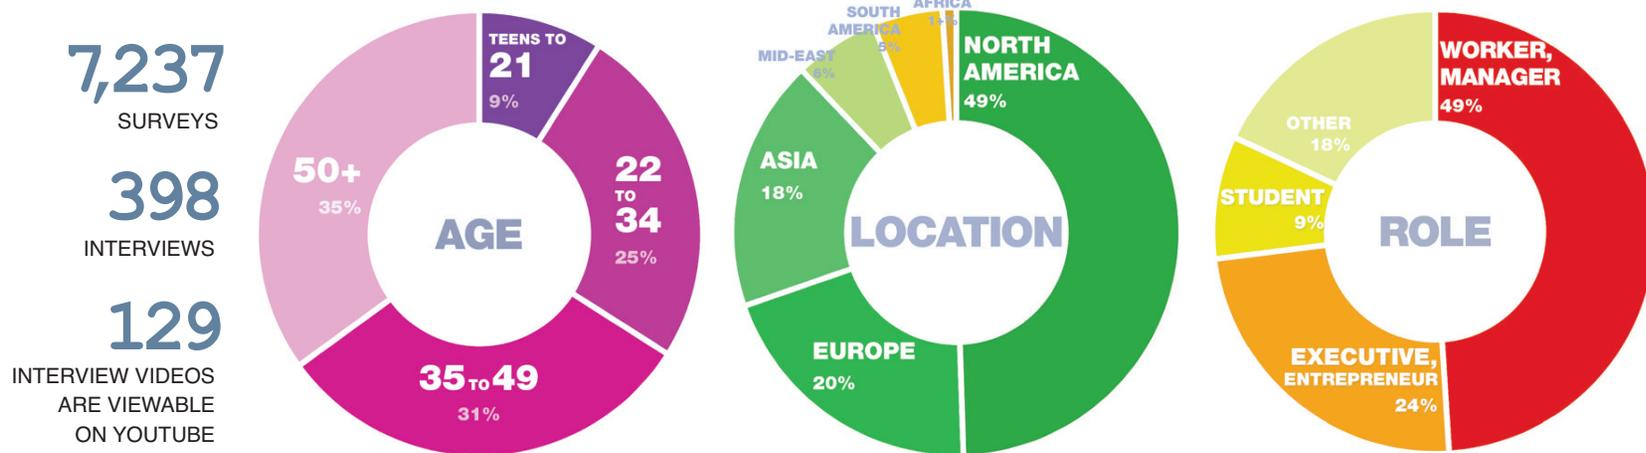 7,237
SURVEYS
398
INTERVIEWS
129
INTERVIEW VIDEOS
ARE VIEWABLE
ON YOUTUBE
AGE
TEENS TO
21
9%
22
TO
34
25%
35 TO 49
31%
50+
35%
LOCATION
NORTH
AMERICA
49%
EUROPE
20%
ASIA
18%
MID-EAST
6%
SOUTH
AMERICA
5%
AFRICA
1+%
ROLE
WORKER,
MANAGER
49%
EXECUTIVE,
ENTREPRENEUR
24%
STUDENT
9%
OTHER
18%